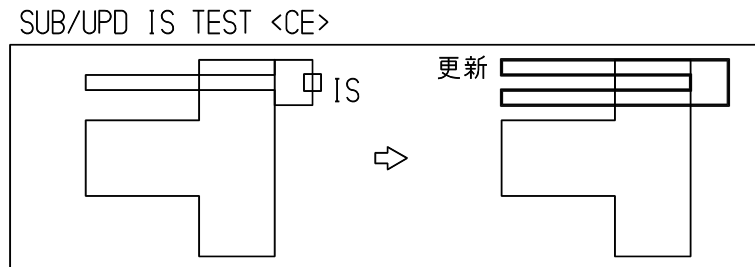 SUB/UPD IS TEST <CE>
更新
IS